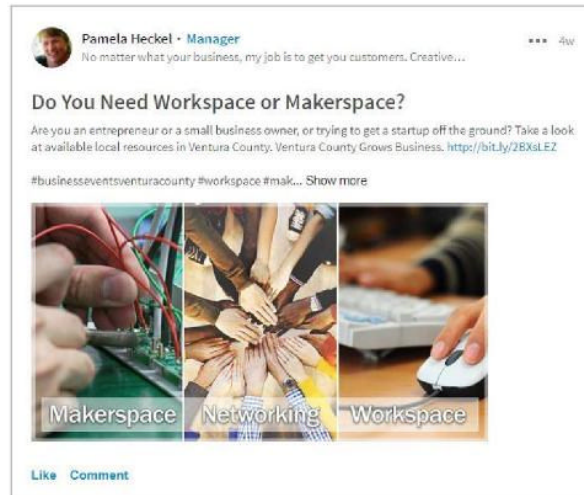 Pamela Heckel • Manager
••• 4w
No matter what your business, my job is to get you customers. Creative...
Do You Need Workspace or Makerspace?
Are you an entrepreneur or a small business owner, or trying to get a startup off the ground? Take a look
at available local resources in Ventura County. Ventura County Grows Business. http://bit.ly/2BXsLEZ
#businesseventsventuracounty #workspace #mak... Show more
Makerspace Networking Workspace
Like Comment